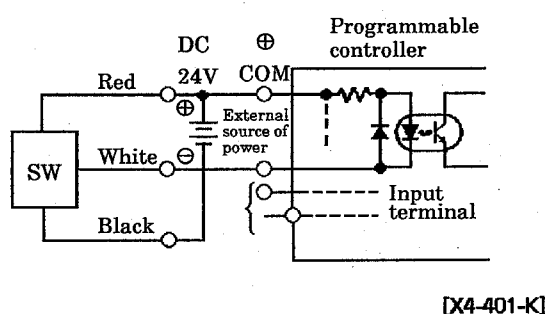 Programmable
controller
DC ⊕
24V COM
Red
⊕
External
source of
power
White ⊖
SW
Black
Input
terminal
[X4-401-K]